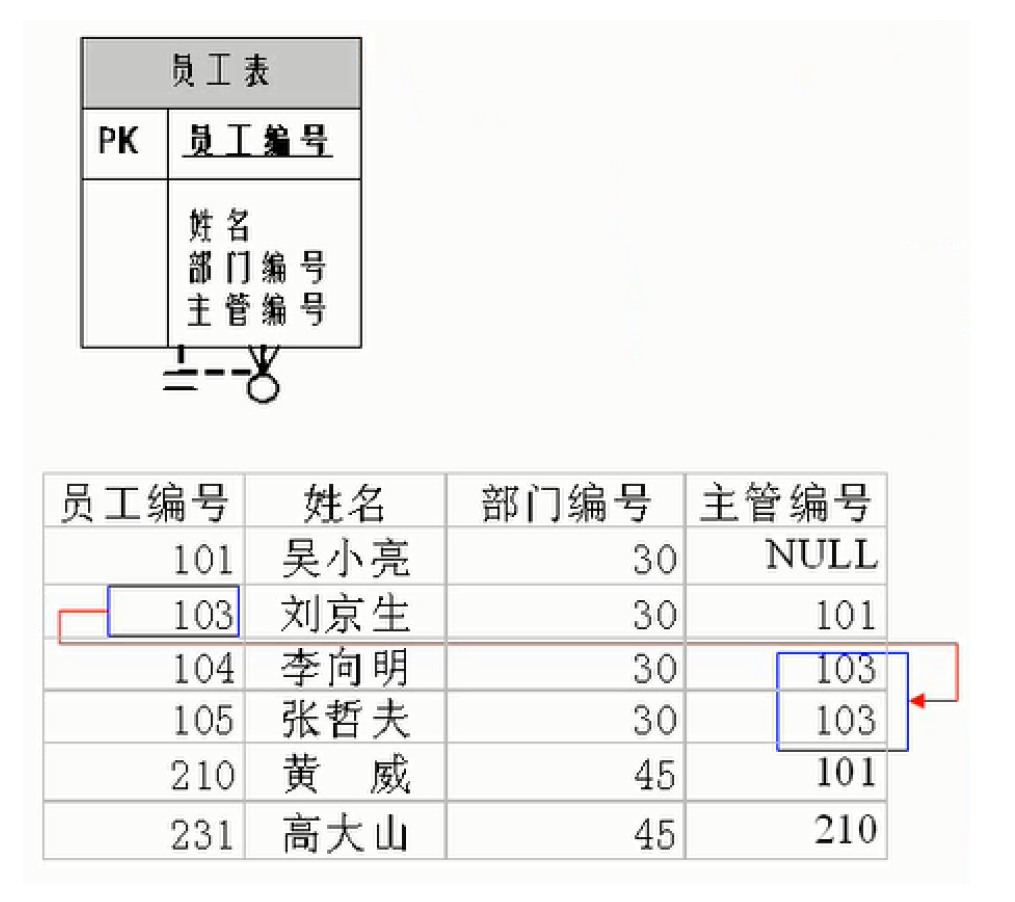 员工表
PK 员工编号
姓名
部门编号
主管编号
员工编号 姓名 部门编号 主管编号
101 吴小亮 30 NULL
103 刘京生 30 101
104 李向明 30 103
105 张哲夫 30 103
210 黄 威 45 101
231 高大山 45 210